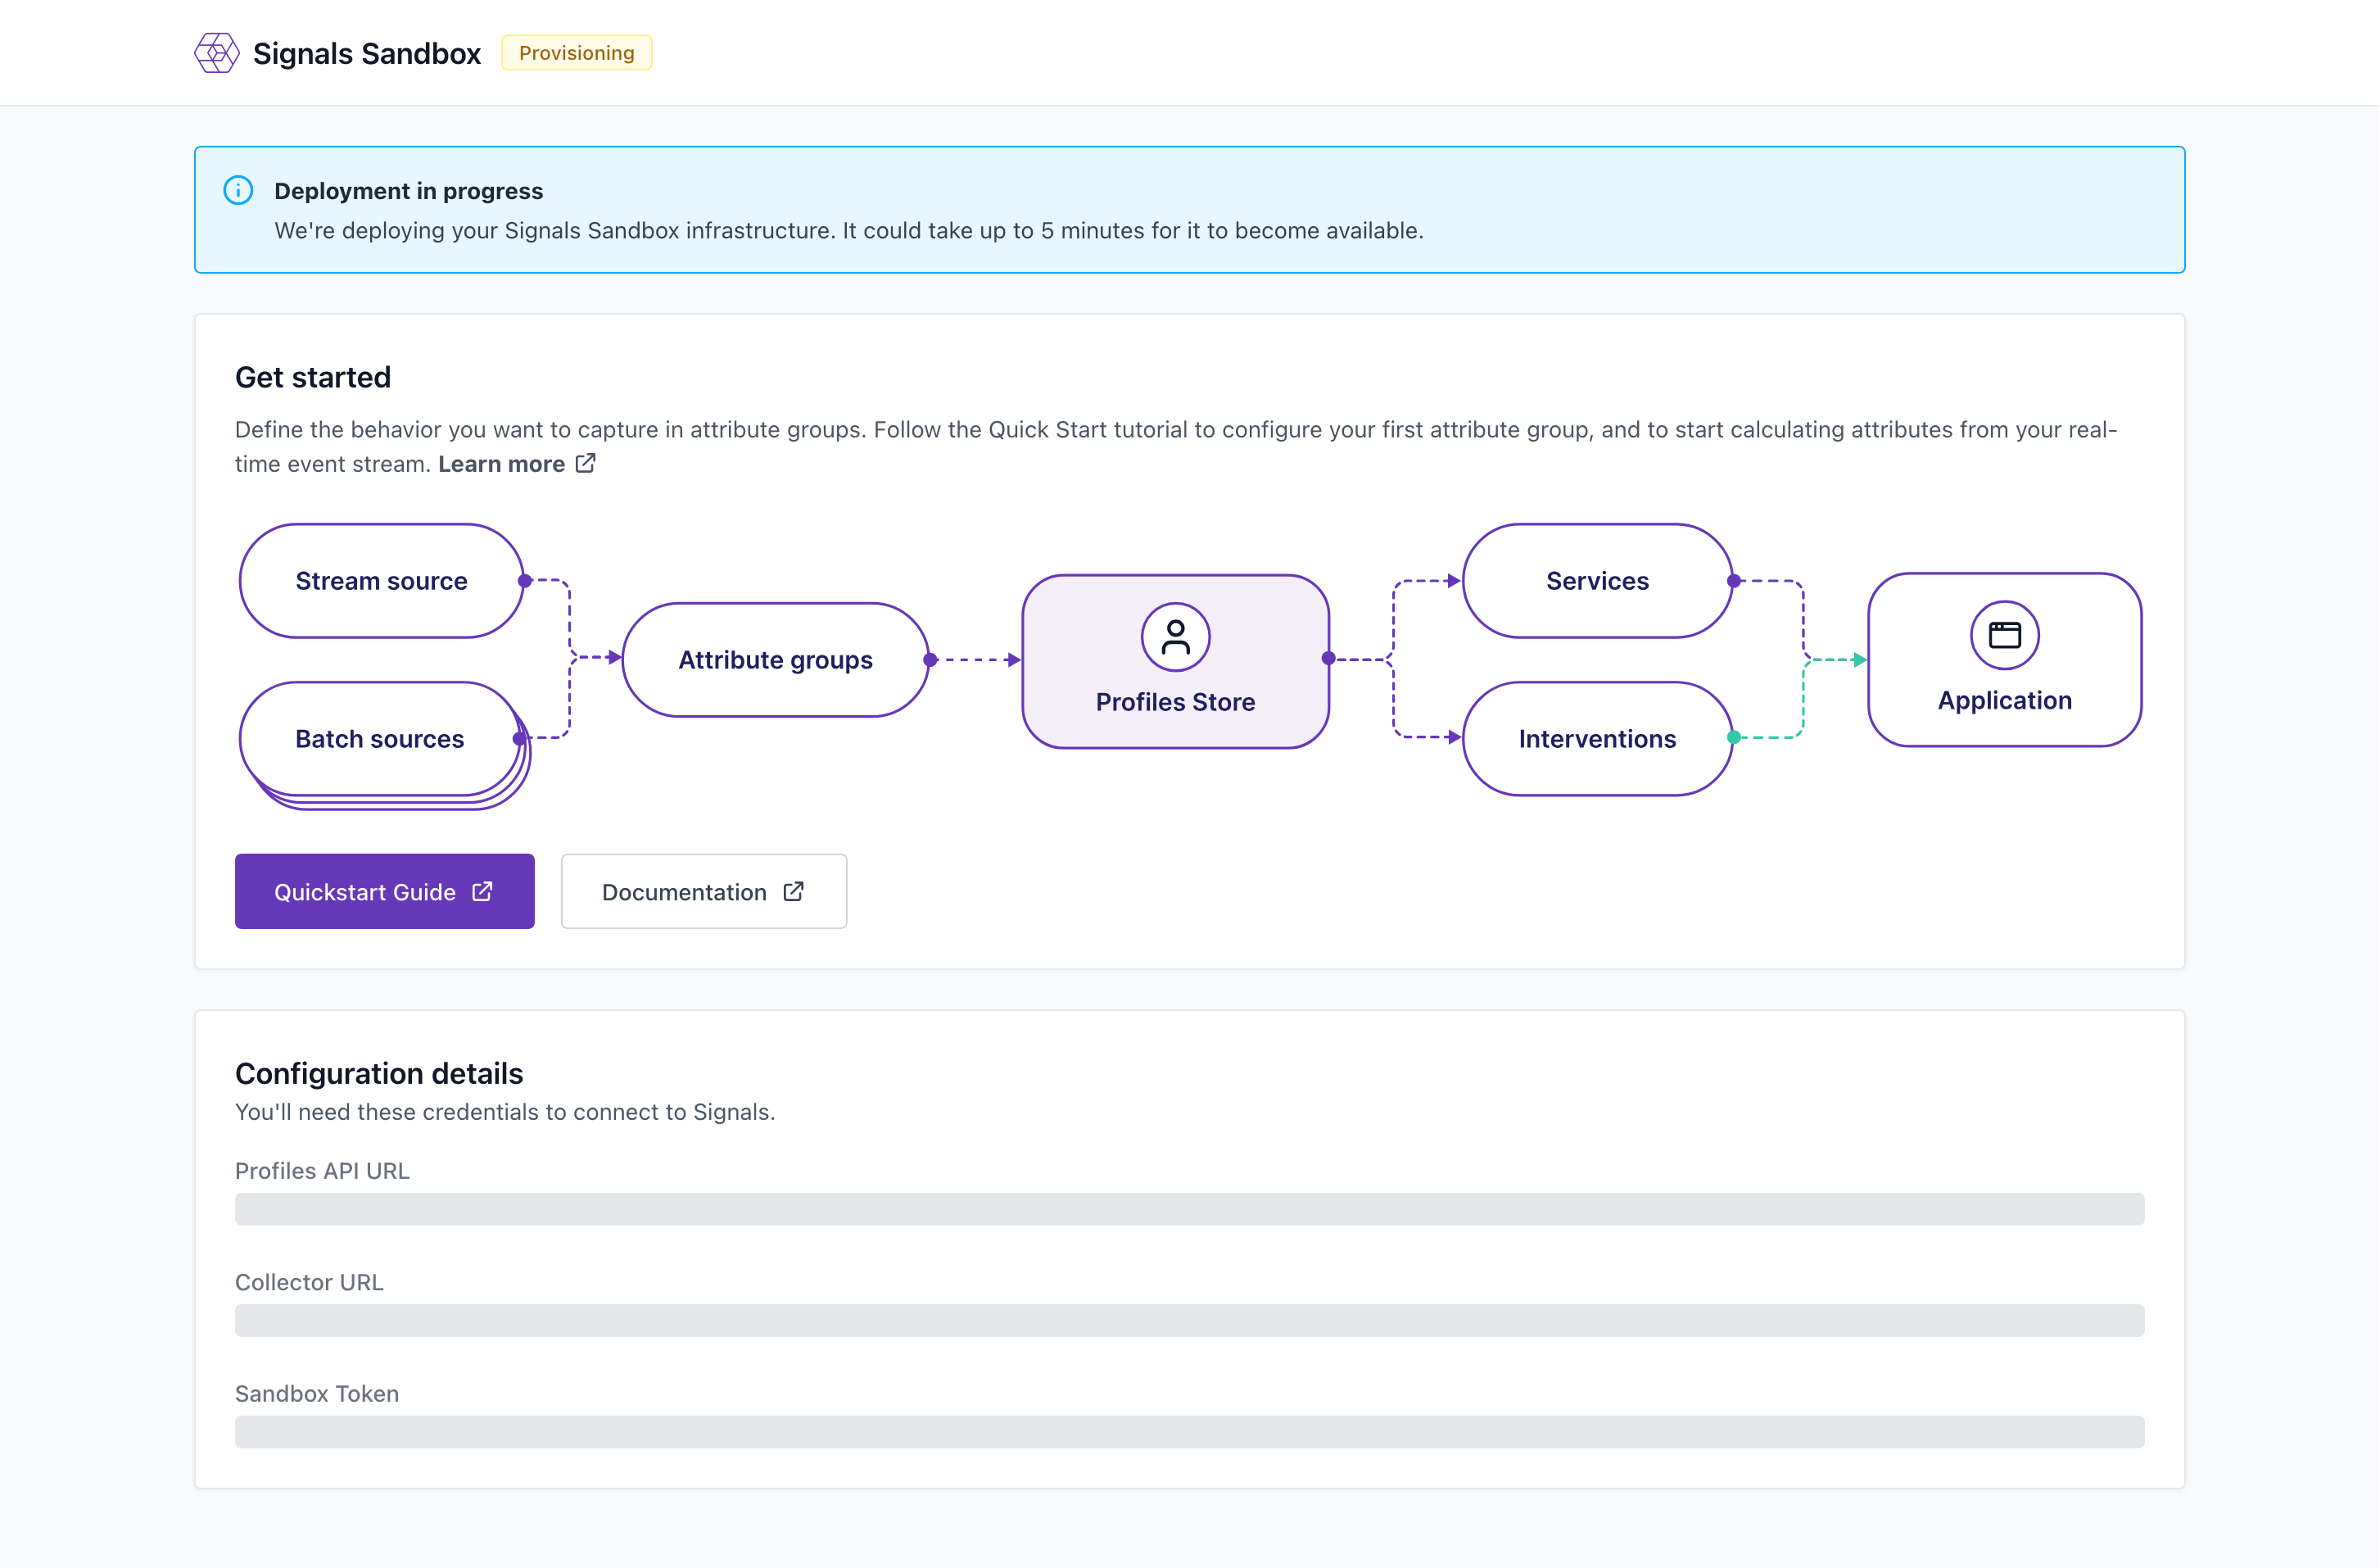 Signals Sandbox
Provisioning
Deployment in progress
We're deploying your Signals Sandbox infrastructure. It could take up to 5 minutes for it to become available.
Get started
Define the behavior you want to capture in attribute groups. Follow the Quick Start tutorial to configure your first attribute group, and to start calculating attributes from your real-
time event stream. Learn more
Stream source
Batch sources
Attribute groups
Profiles Store
Services
Interventions
Application
Quickstart Guide
Documentation
Configuration details
You'll need these credentials to connect to Signals.
Profiles API URL
Collector URL
Sandbox Token